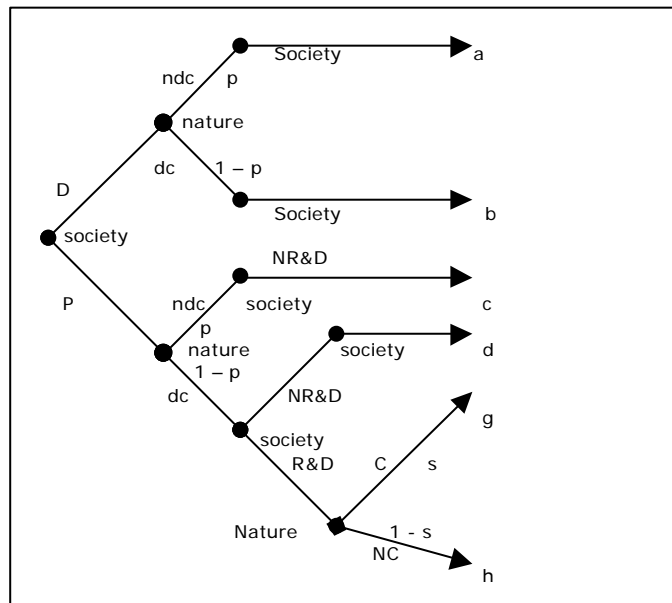 Society
a
ndc p
nature
dc 1 – p
D
Society
b
society
NR&D
P
ndc
society
c
p
nature
society
d
1 – p
dc
NR&D
g
society
R&D
C s
Nature
1 - s
NC
h